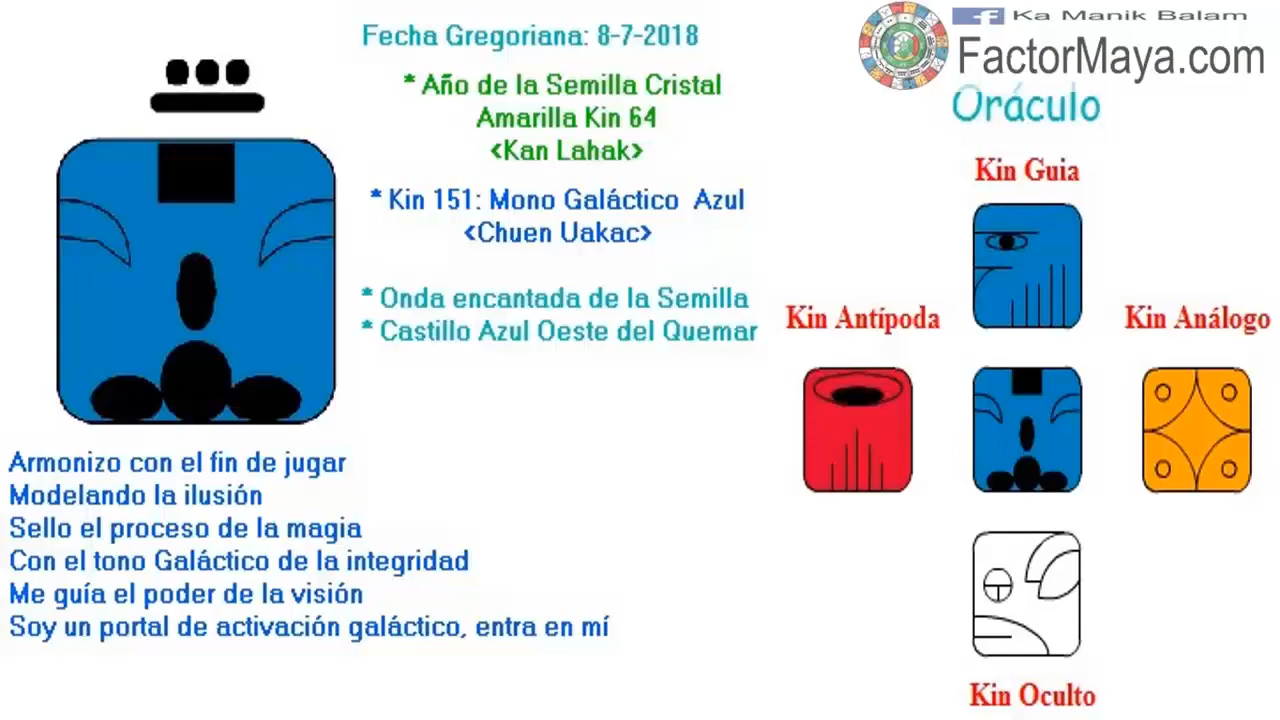 Fecha Gregoriana: 8-7-2018
* Año de la Semilla Cristal
Amarilla Kin 64
<Kan Lahak>
* Kin 151: Mono Galáctico Azul
<Chuen Uakac>
* Onda encantada de la Semilla
* Castillo Azul Oeste del Quemar
Armonizo con el fin de jugar
Modelando la ilusión
Sello el proceso de la magia
Con el tono Galáctico de la integridad
Me guía el poder de la visión
Soy un portal de activación galáctico, entra en mí
f Ka Manik Balam
FactorMaya.com
Oráculo
Kin Guia
Kin Antípoda
Kin Análogo
Kin Oculto